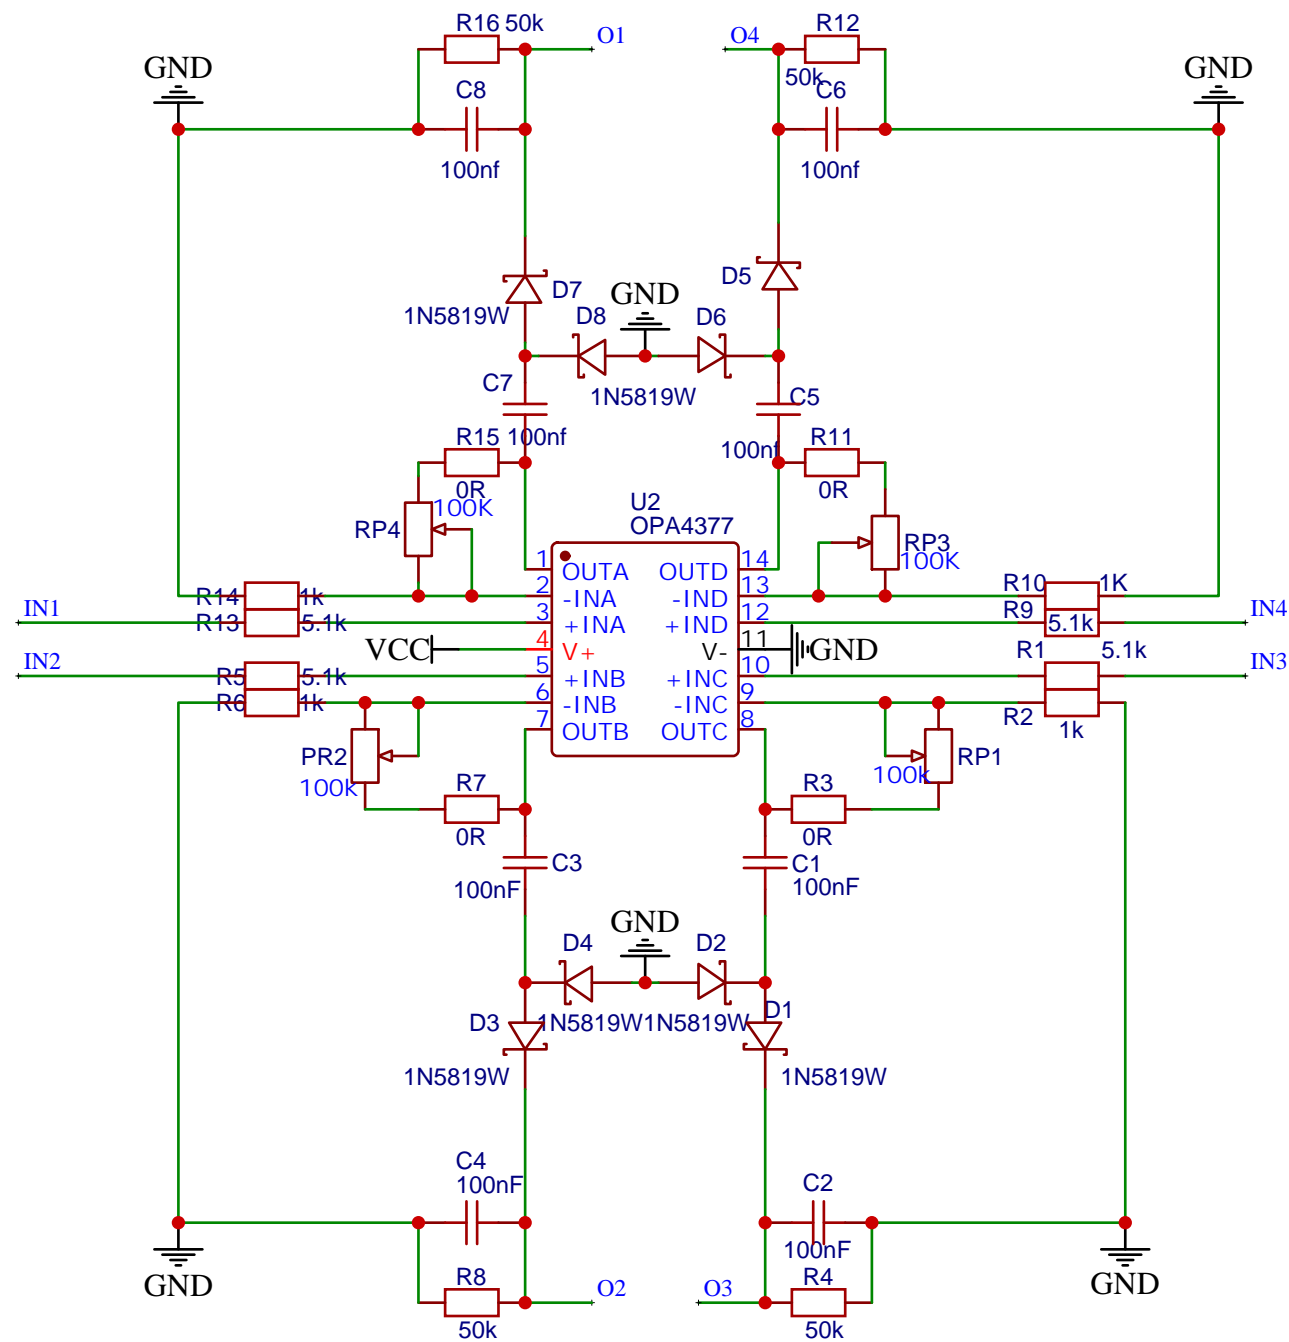 R16 50k
O1
O4
R12
50k
GND
C8
100nf
C6
100nf
GND
D7
1N5819W
D8
GND
D6
D5
1N5819W
C7
100nf
C5
100nf
R15
0R
R11
0R
RP4
100K
RP3
100K
U2
OPA4377
1
OUTA
OUTD
14
2
-INA
-IND
13
3
+INA
+IND
12
4
V+
V-
11
5
+INB
+INC
10
6
-INB
-INC
9
7
OUTB
OUTC
8
R14
1k
R10
1K
IN1
R13
5.1k
R9
5.1k
IN4
VCC
GND
IN2
R5
5.1k
R1
5.1k
IN3
R6
1k
R2
1k
PR2
100k
RP1
100k
R7
0R
R3
0R
C3
100nF
C1
100nF
GND
D4
D2
D3
1N5819W
1N5819W
D1
1N5819W
1N5819W
C4
100nF
C2
100nF
GND
GND
R8
50k
O2
O3
R4
50k